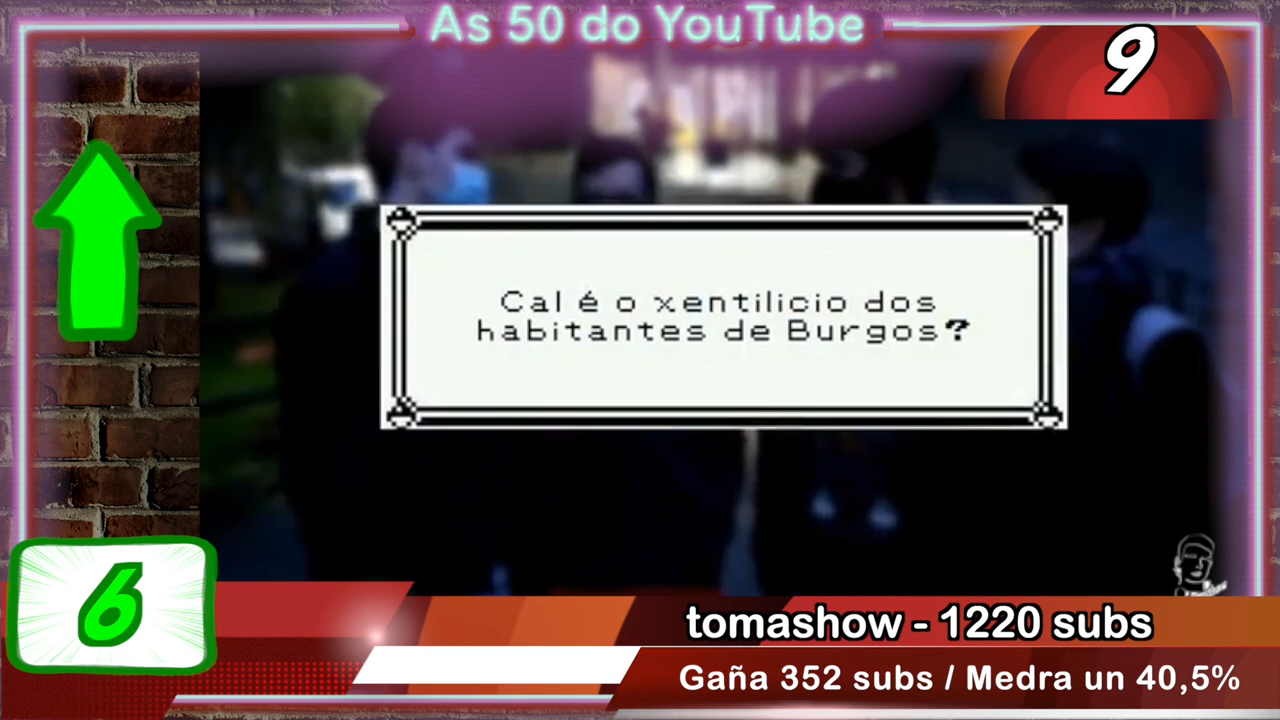 As 50 do YouTube
9
Cal é o xentilicio dos
habitantes de Burgos?
6
tomashow - 1220 subs
Gaña 352 subs / Medra un 40,5%